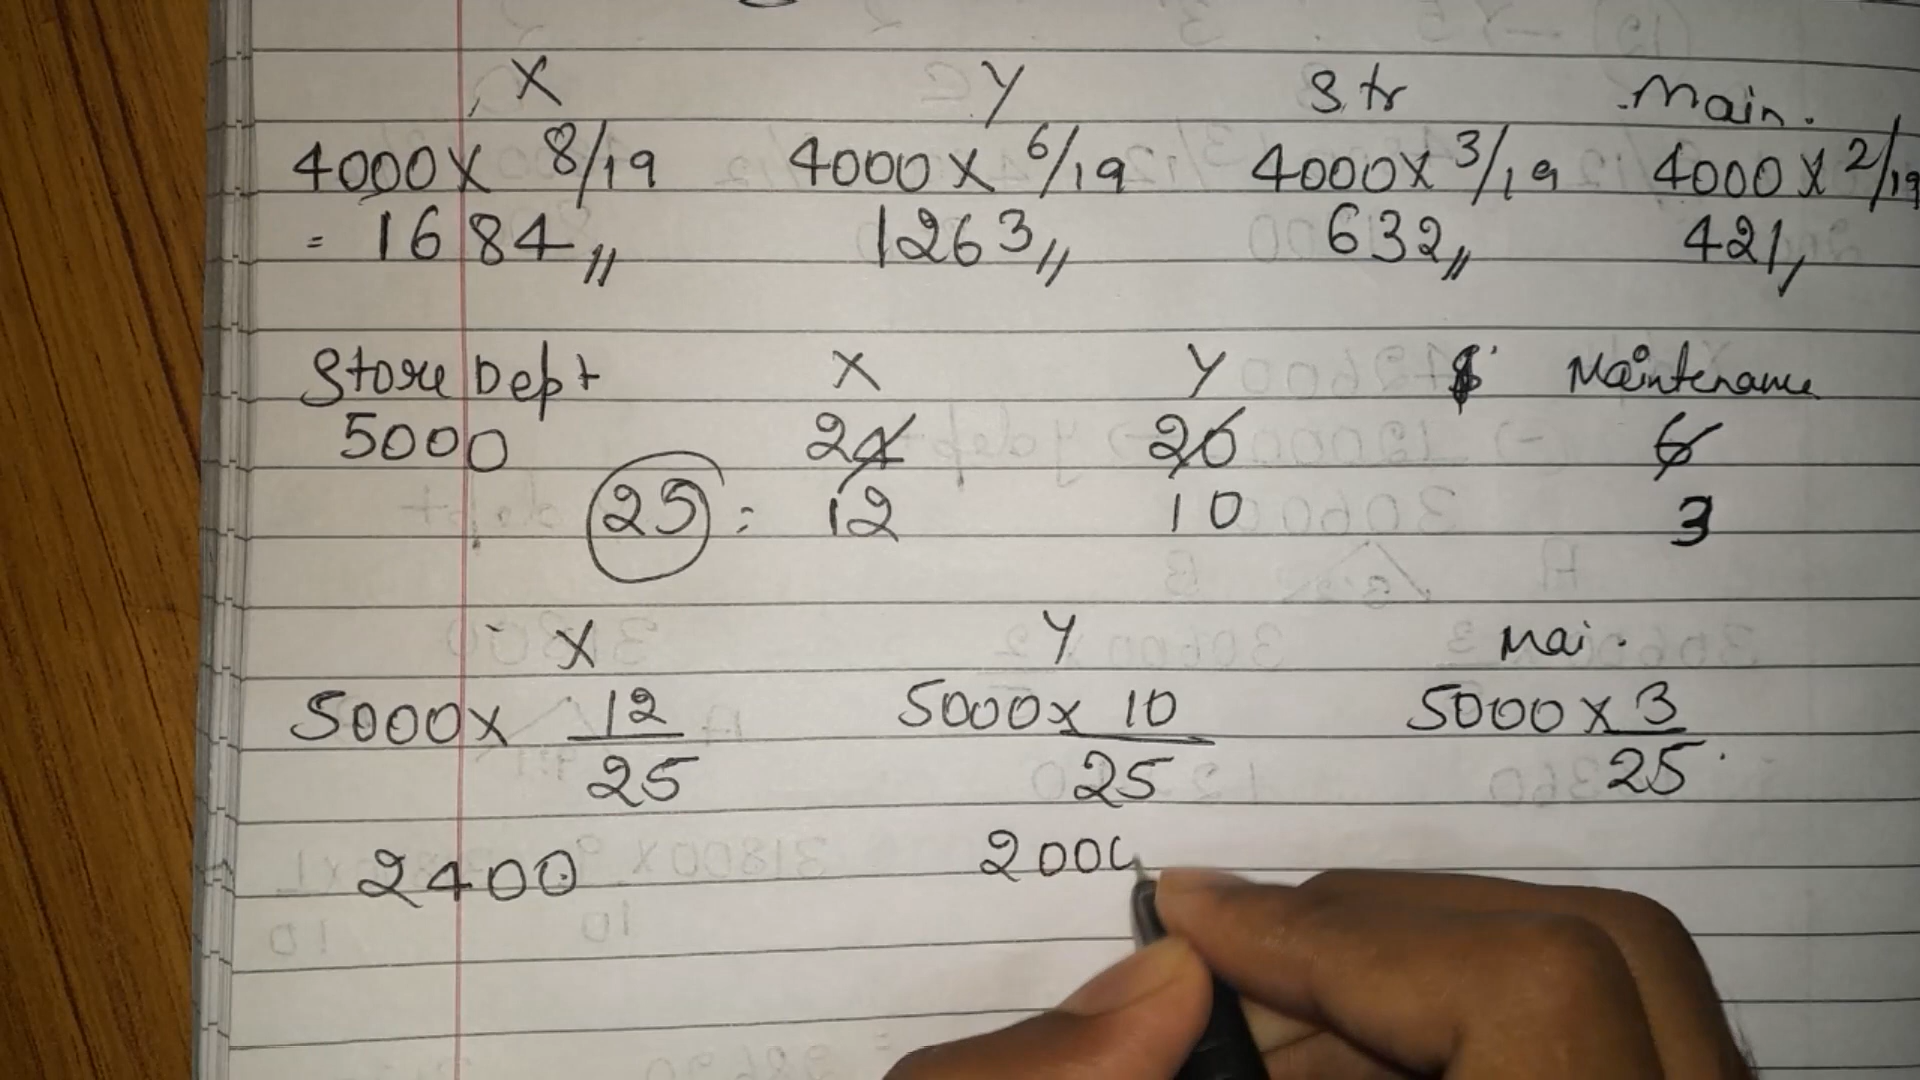 X Y Str Main.
4000 X 8/19 4000 X 6/19 4000 X 3/19 4000 X 2/19
= 1684,, 1263,, 632,, 421,
Store Dept X Y Maintenance
5000 24 20 6
25 = 12 10 3
X Y Mai.
5000 x 12/25 5000 x 10/25 5000 x 3/25
2400 2000